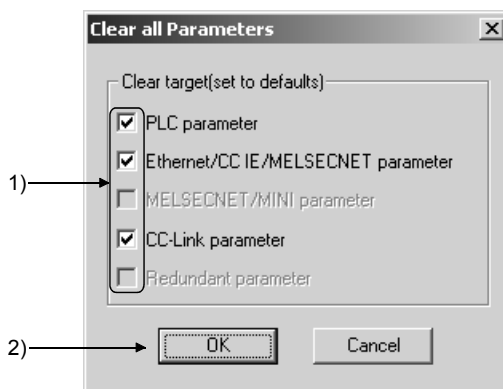 Clear all Parameters
Clear target(set to defaults)
PLC parameter
Ethernet/CC IE/MELSECNET parameter
1)
MELSECNET/MINI parameter
CC-Link parameter
Redundant parameter
2)
OK
Cancel